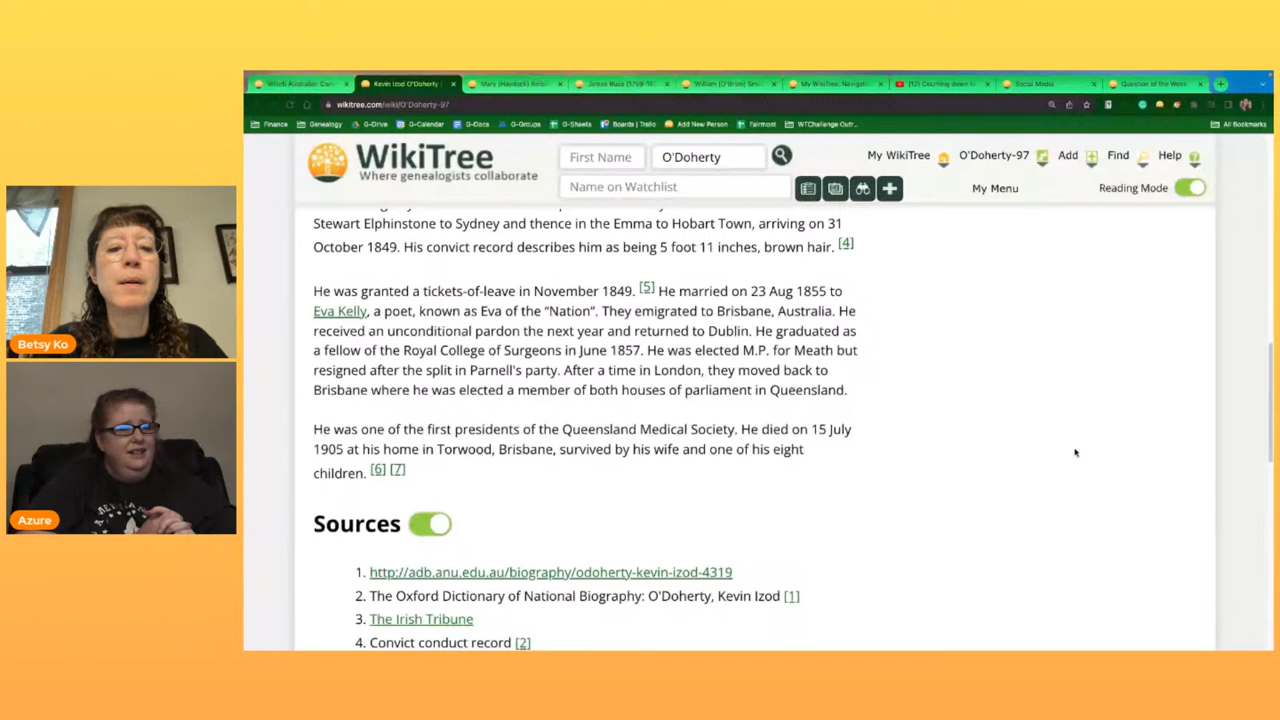 Kevin Izod O'Doherty
Mary (Haydock) Reib
wikitree.com/wiki/O'Doherty-97
Finance
Genealogy
G-Drive
G-Calendar
G-Docs
G-Groups
G-Sheets
Boards | Trello
Add New Person
Fairmont
WTChallenge Outr...
All Bookmarks
WikiTree
Where genealogists collaborate
First Name
O'Doherty
Name on Watchlist
My WikiTree
O'Doherty-97
Add
Find
Help
My Menu
Reading Mode
Stewart Elphinstone to Sydney and thence in the Emma to Hobart Town, arriving on 31
October 1849. His convict record describes him as being 5 foot 11 inches, brown hair. [4]
He was granted a tickets-of-leave in November 1849. [5] He married on 23 Aug 1855 to
Eva Kelly, a poet, known as Eva of the “Nation”. They emigrated to Brisbane, Australia. He
received an unconditional pardon the next year and returned to Dublin. He graduated as
a fellow of the Royal College of Surgeons in June 1857. He was elected M.P. for Meath but
resigned after the split in Parnell's party. After a time in London, they moved back to
Brisbane where he was elected a member of both houses of parliament in Queensland.
He was one of the first presidents of the Queensland Medical Society. He died on 15 July
1905 at his home in Torwood, Brisbane, survived by his wife and one of his eight
children. [6] [7]
Sources
1. http://adb.anu.edu.au/biography/odoherty-kevin-izod-4319
2. The Oxford Dictionary of National Biography: O'Doherty, Kevin Izod [1]
3. The Irish Tribune
4. Convict conduct record [2]
Betsy Ko
Azure